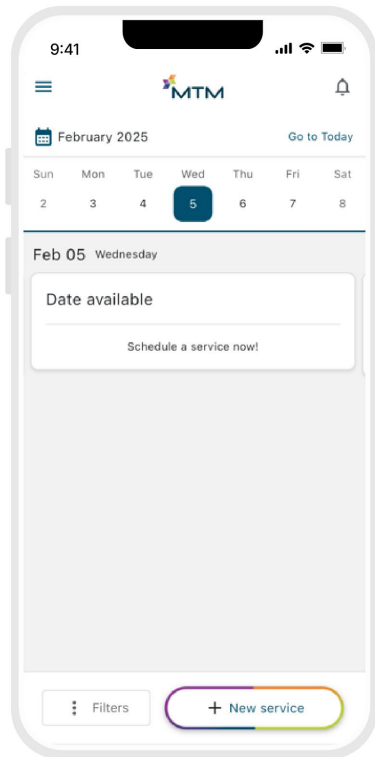 9:41
MTM
February 2025 Go to Today
Sun Mon Tue Wed Thu Fri Sat
2 3 4 5 6 7 8
Feb 05 Wednesday
Date available
Schedule a service now!
Filters + New service